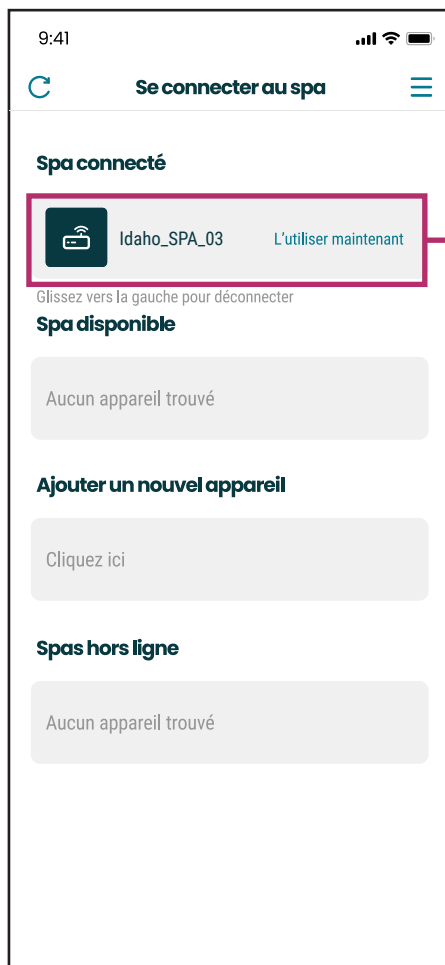 9:41
Se connecter au spa
Spa connecté
Idaho_SPA_03 L'utiliser maintenant
Glissez vers la gauche pour déconnecter
Spa disponible
Aucun appareil trouvé
Ajouter un nouvel appareil
Cliquez ici
Spas hors ligne
Aucun appareil trouvé